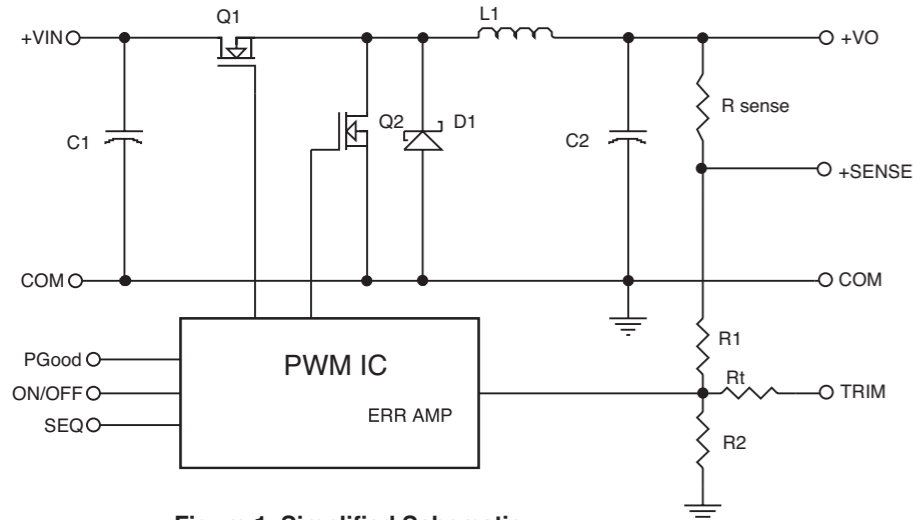 Q1
L1
+VIN
+VO
Q2
D1
R sense
C1
C2
+SENSE
COM
COM
R1
PGood
PWM IC
Rt
ON/OFF
TRIM
ERR AMP
SEQ
R2
Figure 1. Simplified Schematic